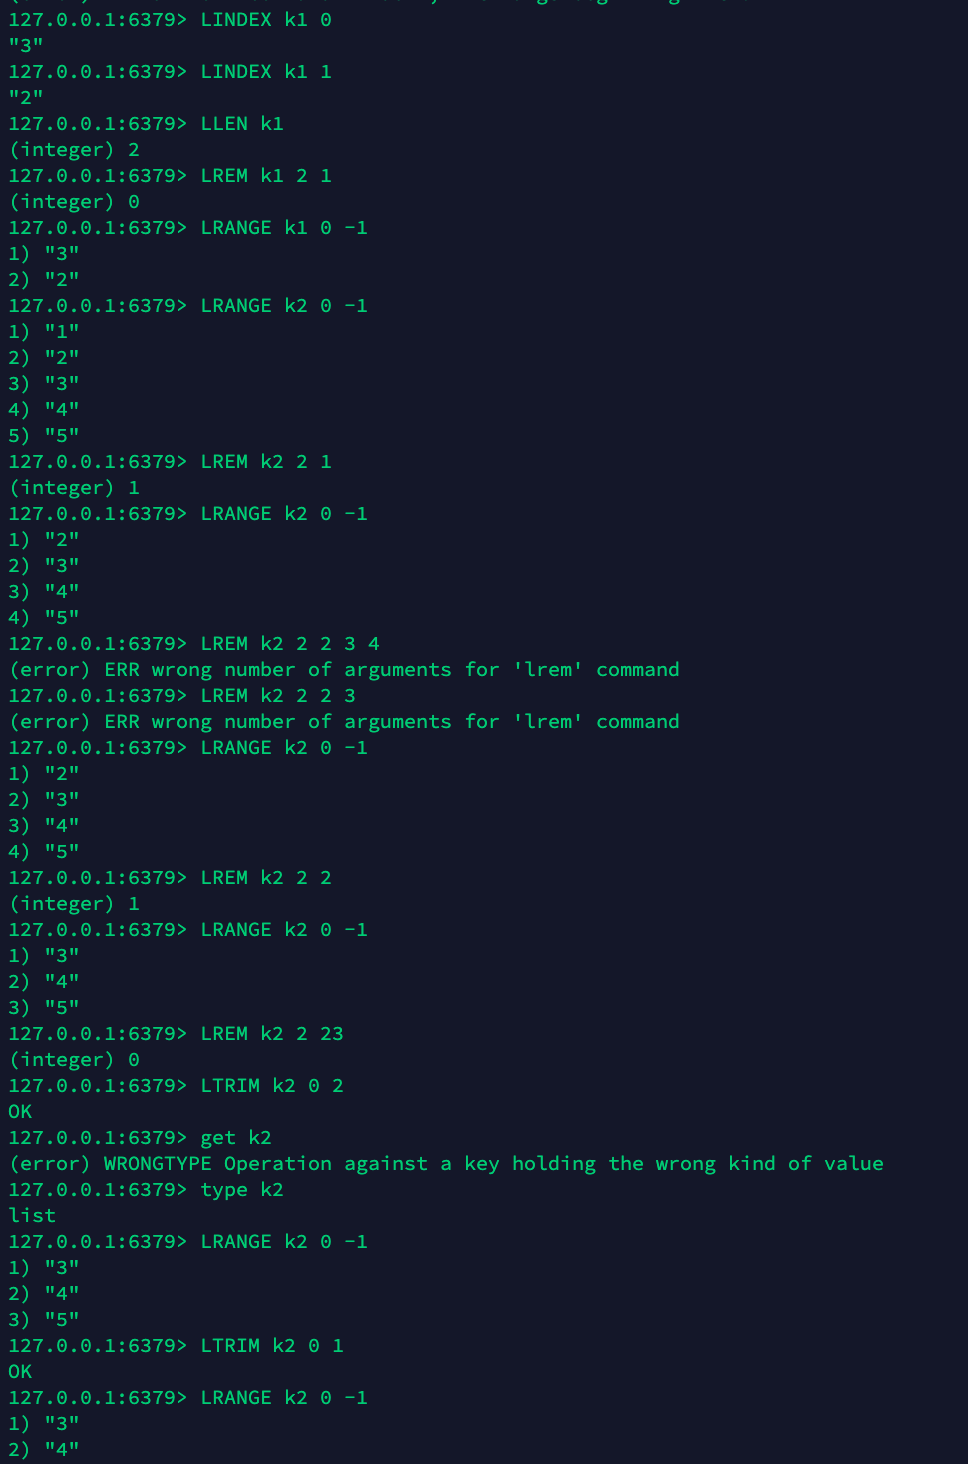 127.0.0.1:6379> LINDEX k1 0
"3"
127.0.0.1:6379> LINDEX k1 1
"2"
127.0.0.1:6379> LLEN k1
(integer) 2
127.0.0.1:6379> LREM k1 2 1
(integer) 0
127.0.0.1:6379> LRANGE k1 0 -1
1) "3"
2) "2"
127.0.0.1:6379> LRANGE k2 0 -1
1) "1"
2) "2"
3) "3"
4) "4"
5) "5"
127.0.0.1:6379> LREM k2 2 1
(integer) 1
127.0.0.1:6379> LRANGE k2 0 -1
1) "2"
2) "3"
3) "4"
4) "5"
127.0.0.1:6379> LREM k2 2 2 3 4
(error) ERR wrong number of arguments for 'lrem' command
127.0.0.1:6379> LREM k2 2 2 3
(error) ERR wrong number of arguments for 'lrem' command
127.0.0.1:6379> LRANGE k2 0 -1
1) "2"
2) "3"
3) "4"
4) "5"
127.0.0.1:6379> LREM k2 2 2
(integer) 1
127.0.0.1:6379> LRANGE k2 0 -1
1) "3"
2) "4"
3) "5"
127.0.0.1:6379> LREM k2 2 23
(integer) 0
127.0.0.1:6379> LTRIM k2 0 2
OK
127.0.0.1:6379> get k2
(error) WRONGTYPE Operation against a key holding the wrong kind of value
127.0.0.1:6379> type k2
list
127.0.0.1:6379> LRANGE k2 0 -1
1) "3"
2) "4"
3) "5"
127.0.0.1:6379> LTRIM k2 0 1
OK
127.0.0.1:6379> LRANGE k2 0 -1
1) "3"
2) "4"